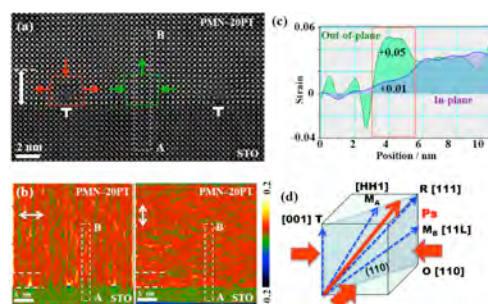 (a)
PMN–20PT
B
A
T
T
2 nm
STO
(b)
PMN–20PT
PMN–20PT
B
B
A
A
STO
STO
0.2
-0.2
(c)
0.06
0.00
-0.04
Strain
Out-of-plane
+0.05
+0.01
In-plane
0
2
4
6
8
10
Position / nm
(d)
[HH1]
MA
R [111]
[001] T
Ps
MB [11L]
(110)
O [110]